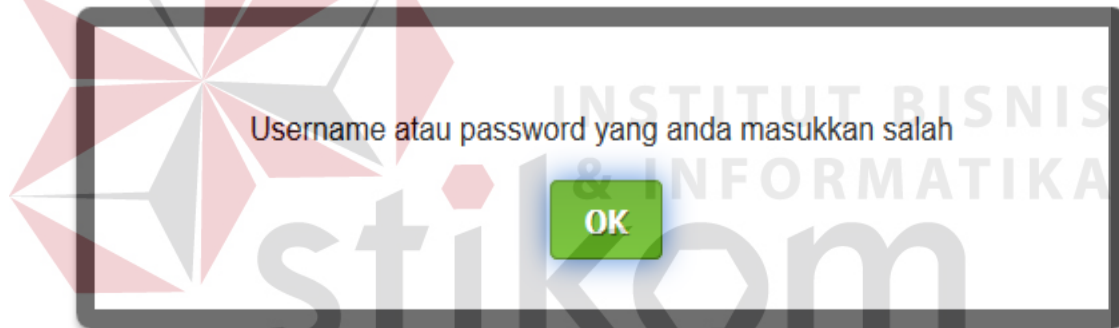 INSTITUT BISNIS
Username atau password yang anda masukkan salah
& INFORMATIKA
OK
stikom